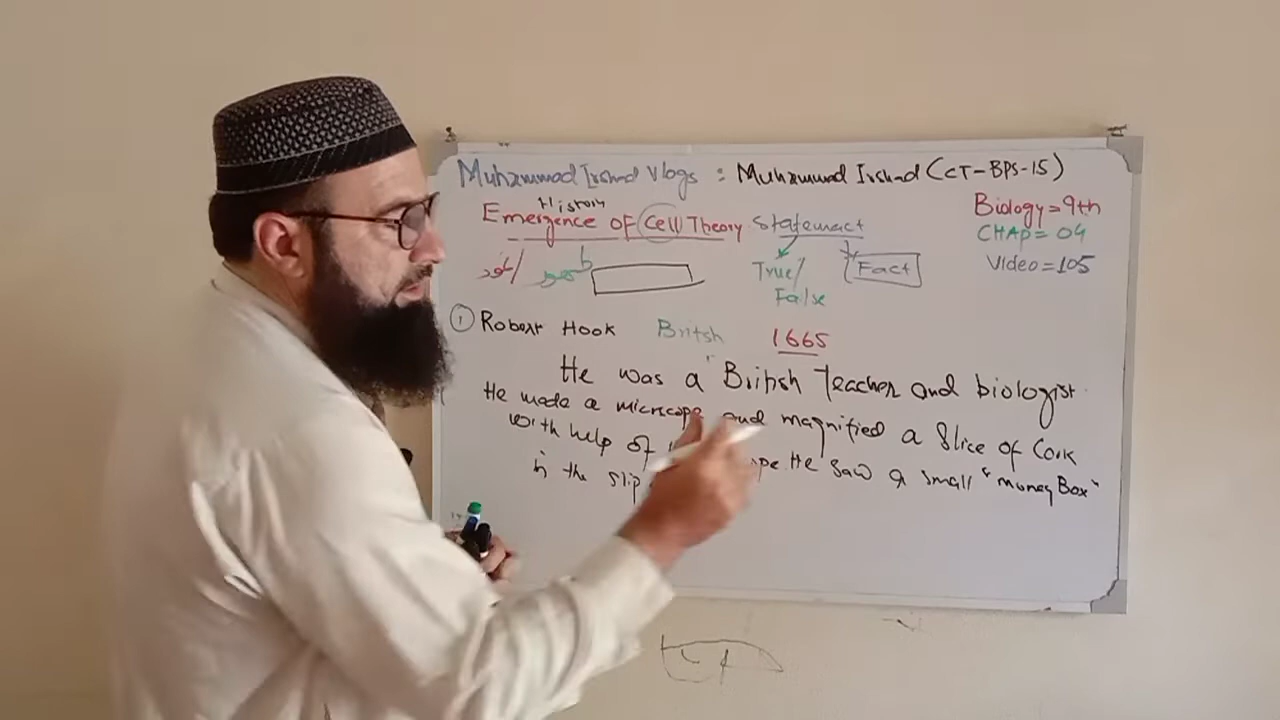 Muhammad Irshad Vlogs : Muhammad Irshad (CT-BPS-15)
History
Emergence of Cell Theory Statement
Biology = 9th
CHAP = 04
Video = 105
True/
False
Fact
① Robert Hook British 1665
He was a British Teacher and biologist.
He made a microscope and magnified a Slice of Cork
with help of He saw a small "money Box"
in the slip